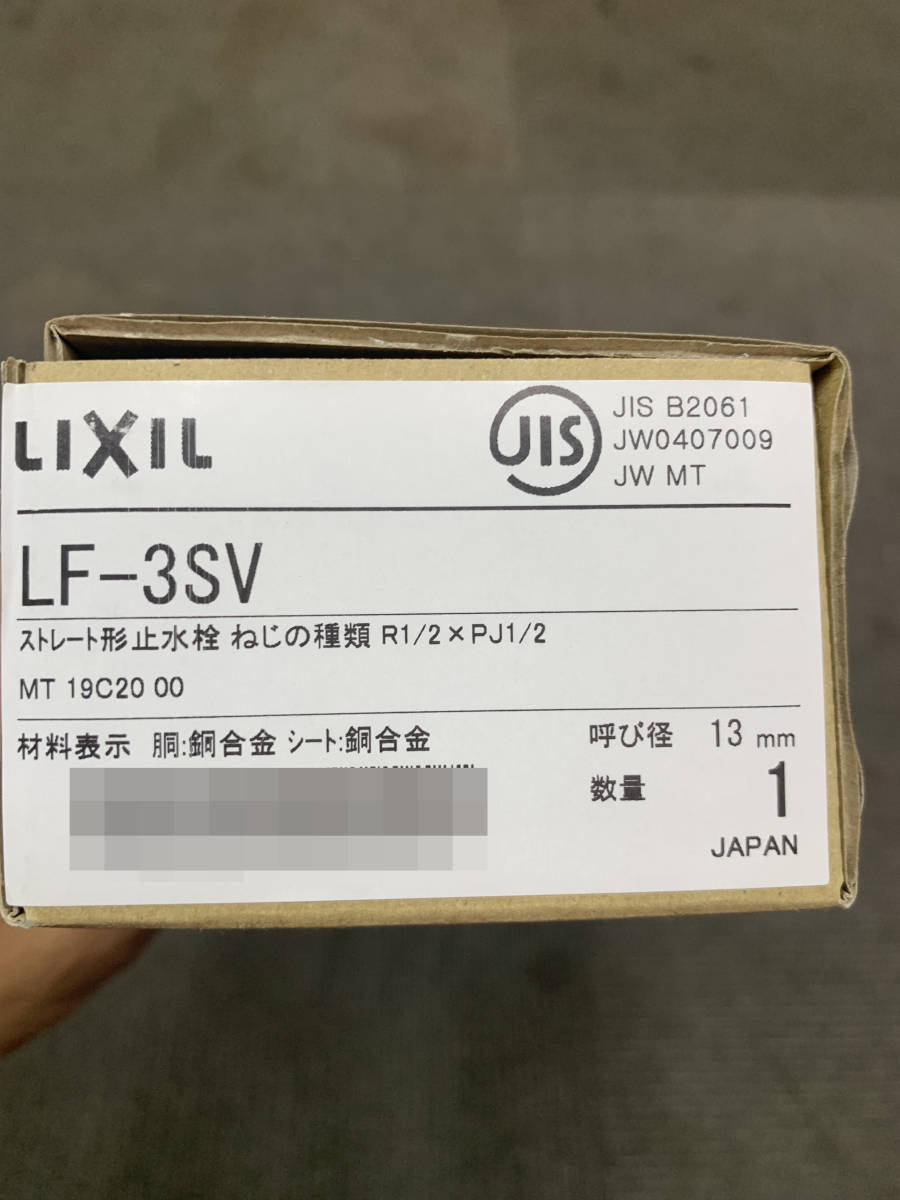 LIXIL
JIS
JIS B2061
JW0407009
JW MT
LF-3SV
ストレート形止水栓 ねじの種類 R1/2×PJ1/2
MT 19C20 00
材料表示 胴:銅合金 シート:銅合金
呼び径 13 mm
数量 1
JAPAN